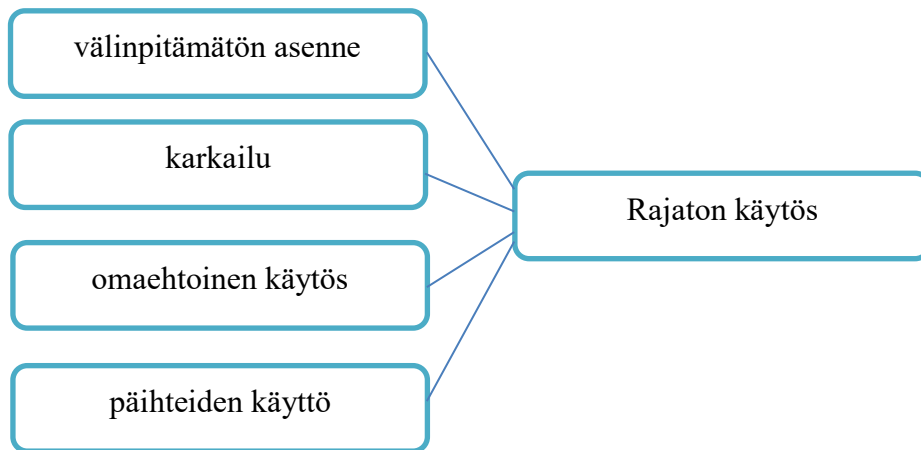 välinpitämätön asenne
karkailu
omaehtoinen käytös
päihteiden käyttö
Rajaton käytös